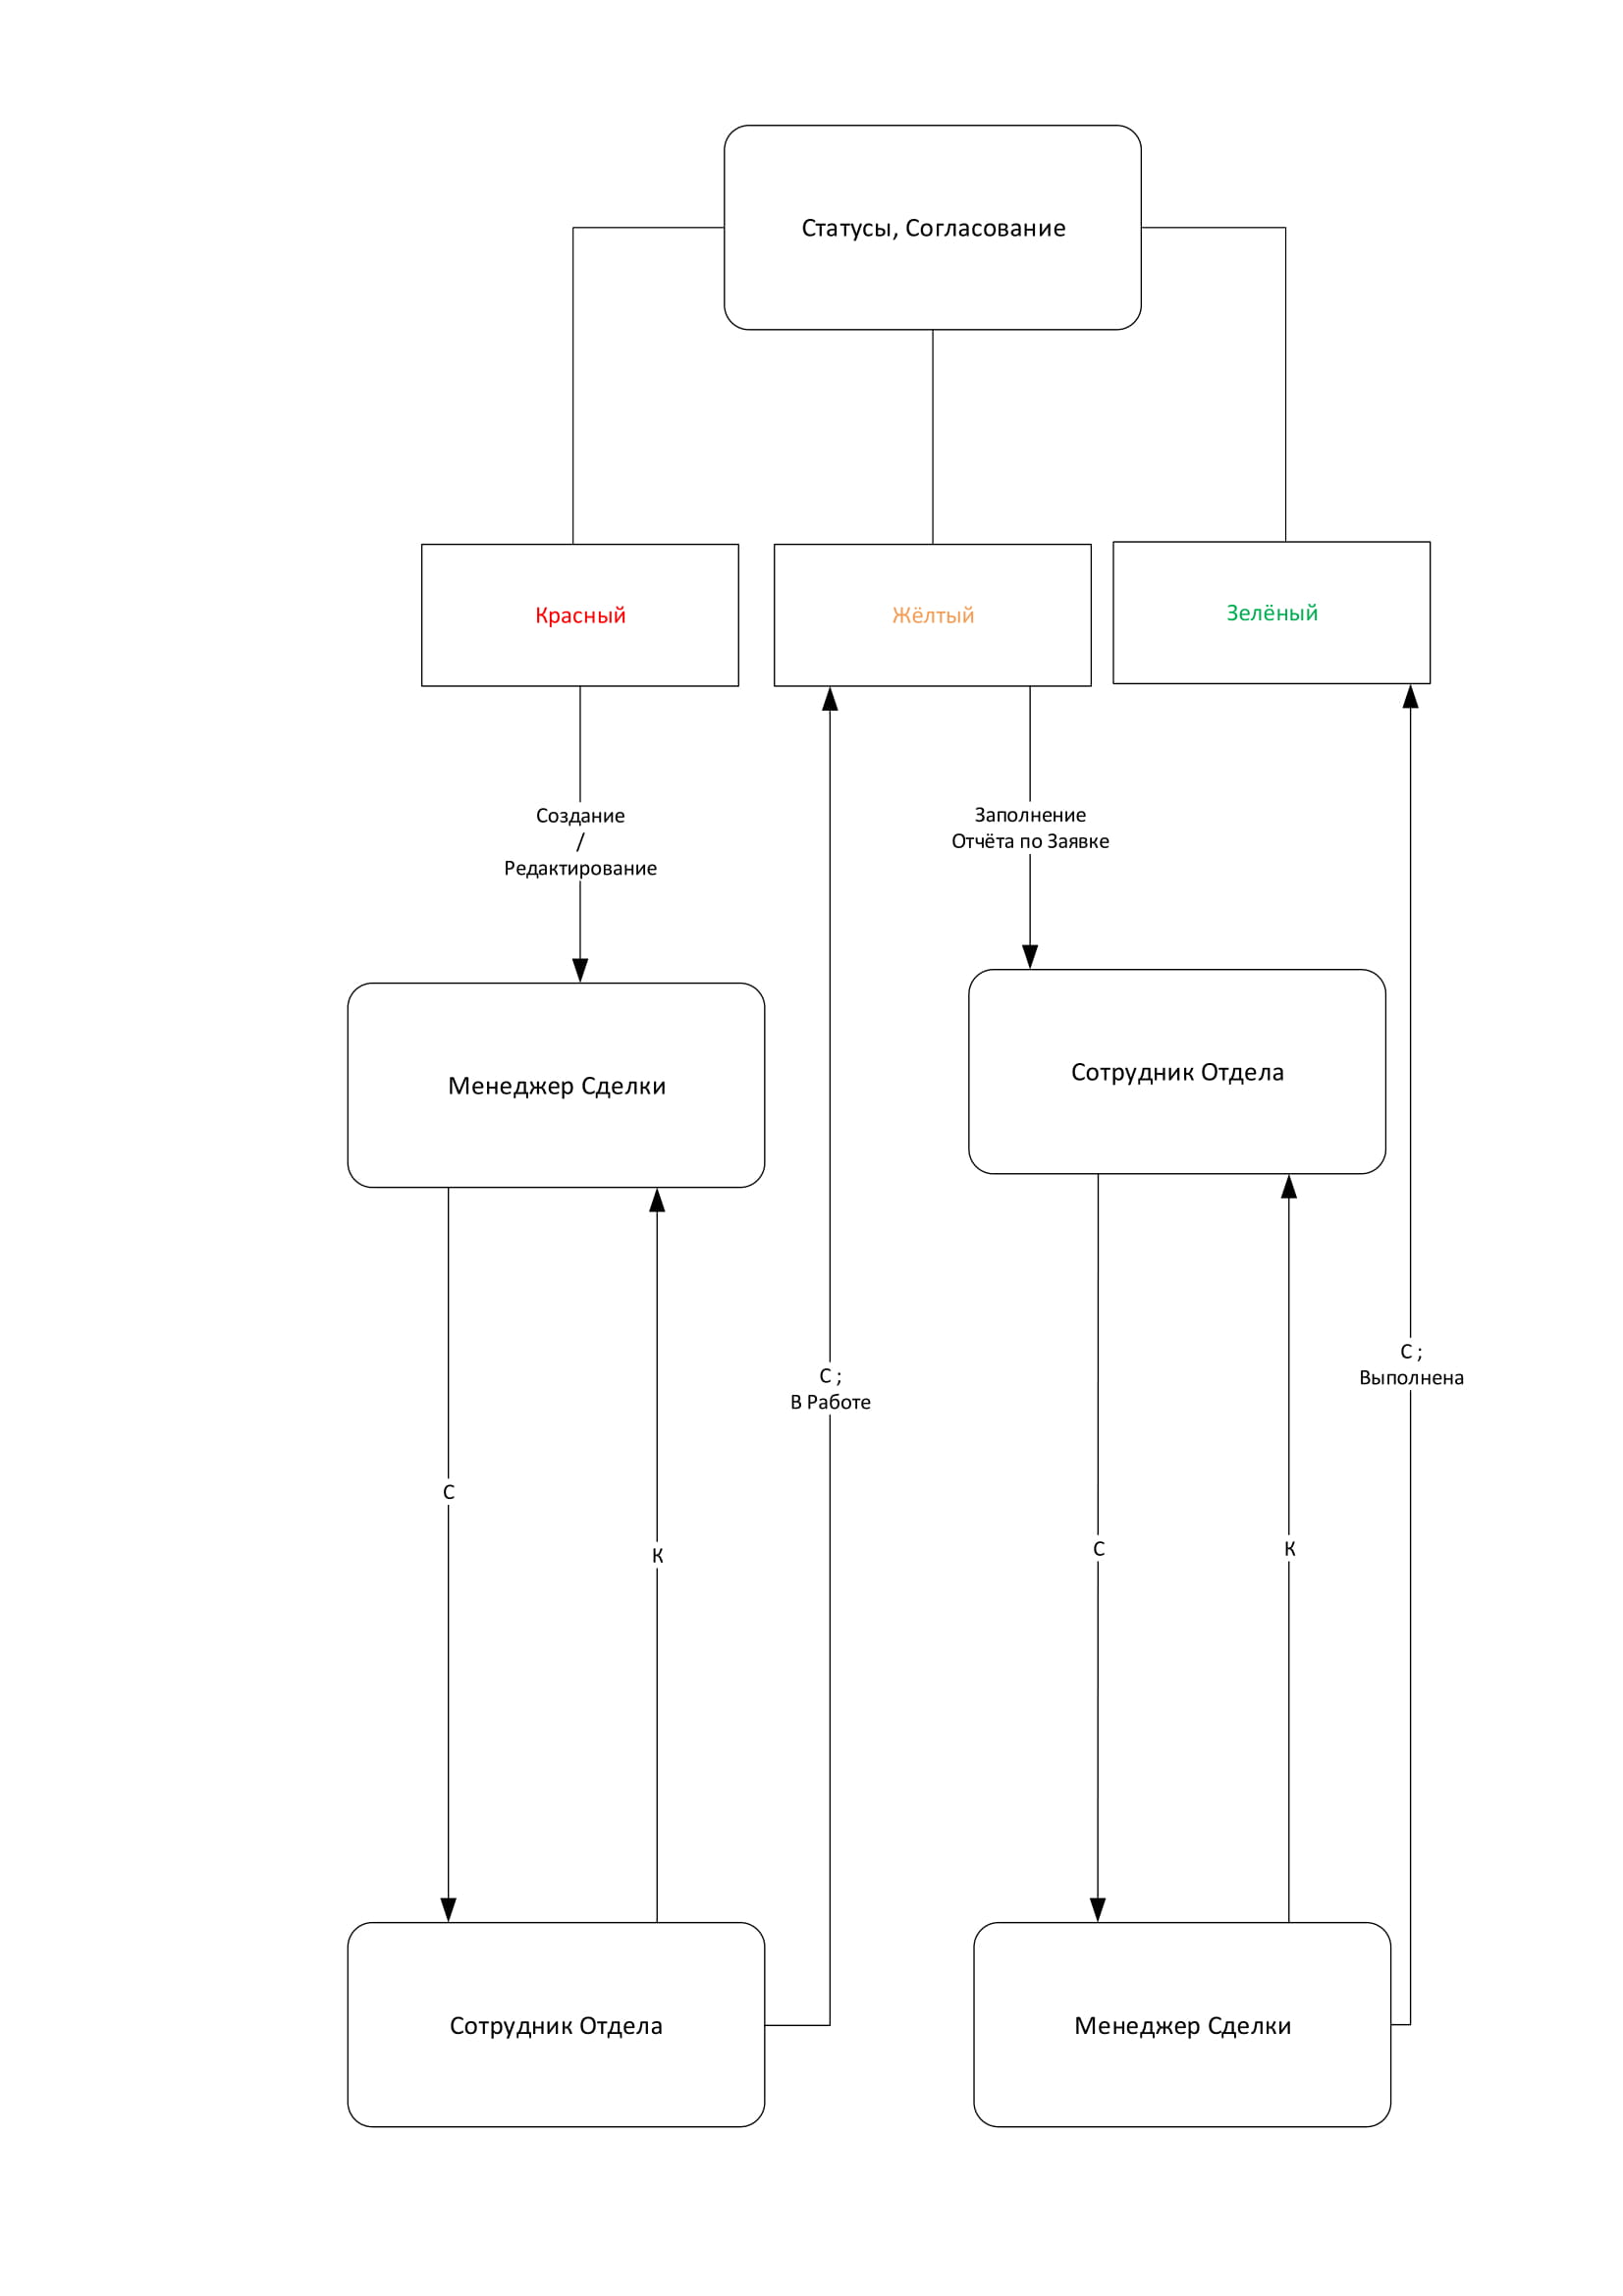 Статусы, Согласование
Красный
Жёлтый
Зелёный
Создание
/
Редактирование
Заполнение
Отчёта по Заявке
Менеджер Сделки
Сотрудник Отдела
С ;
В Работе
С ;
Выполнена
С
К
С
К
Сотрудник Отдела
Менеджер Сделки